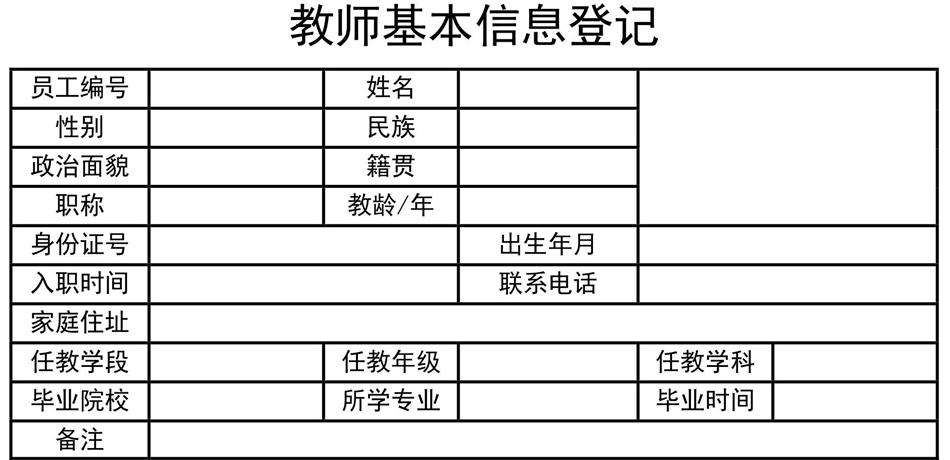 教师基本信息登记
员工编号 姓名
性别 民族
政治面貌 籍贯
职称 教龄/年
身份证号 出生年月
入职时间 联系电话
家庭住址
任教学段 任教年级 任教学科
毕业院校 所学专业 毕业时间
备注